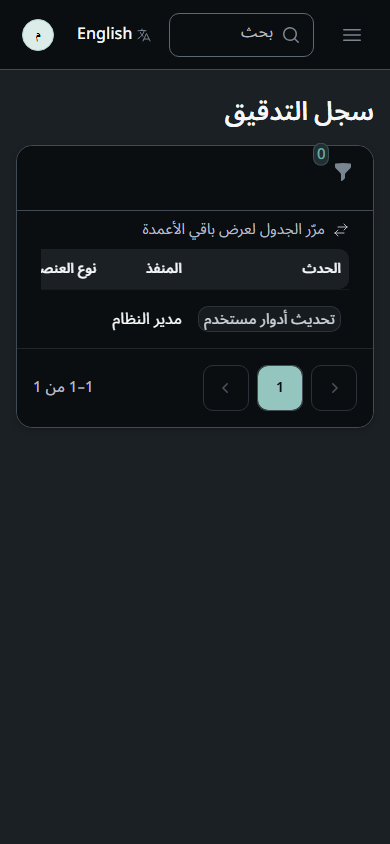 بحث
English
م
سجل التدقيق
0
مرّر الجدول لعرض باقي الأعمدة
الحدث المنفذ نوع العنص
تحديث أدوار مستخدم مدير النظام
1
1–1 من 1